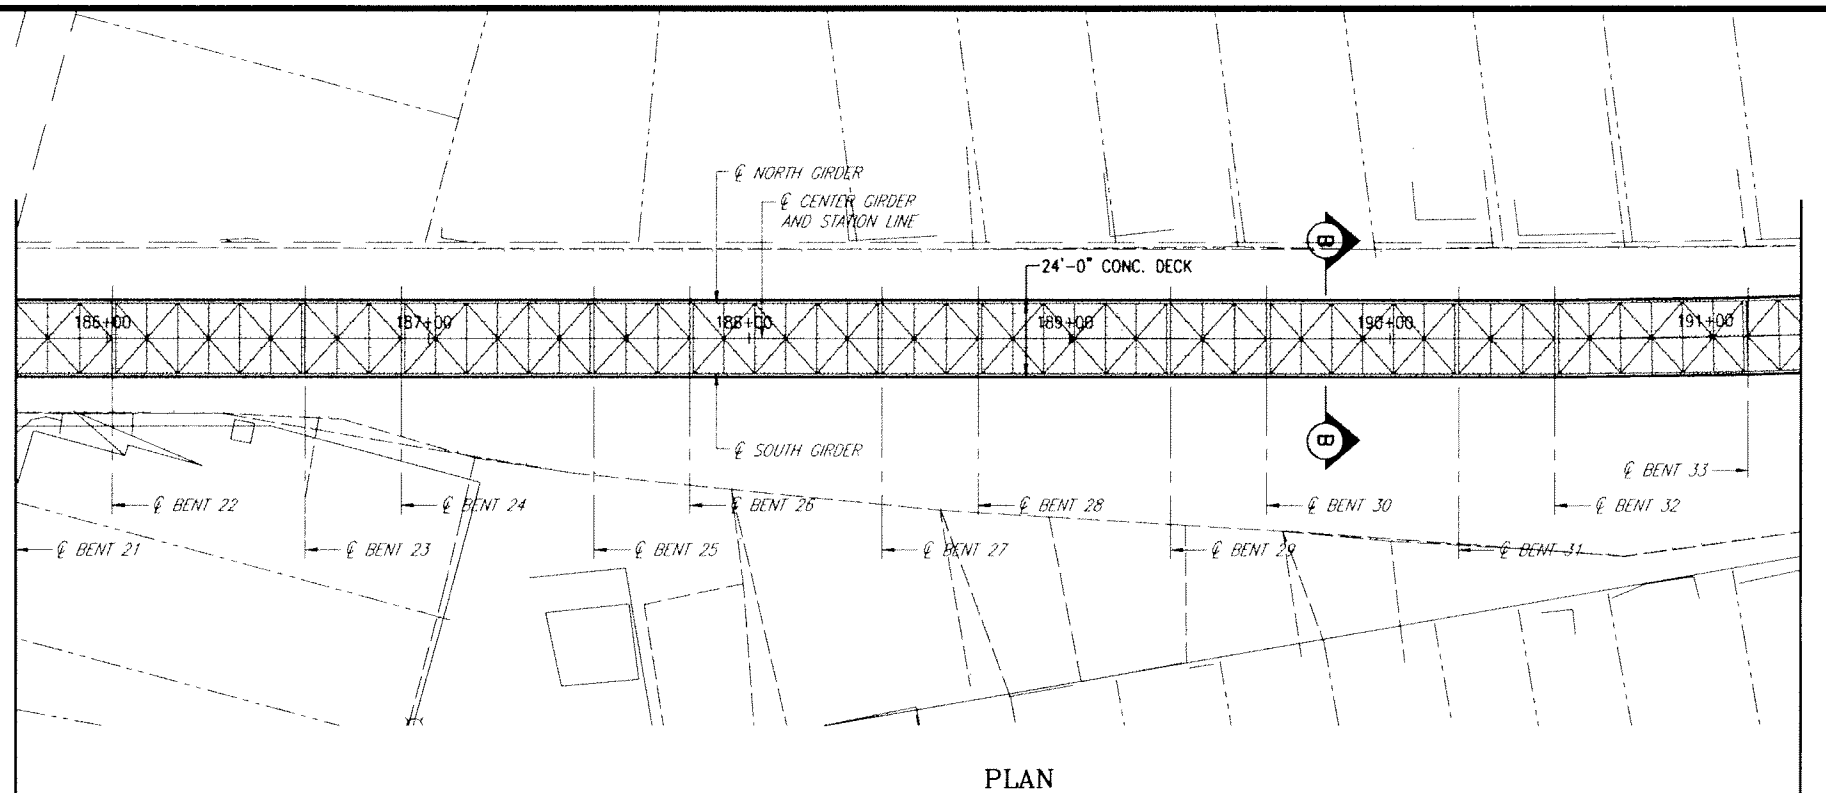 ℄ NORTH GIRDER
℄ CENTER GIRDER
AND STATION LINE
B
24'-0" CONC. DECK
186+00
187+00
188+00
189+00
190+00
191+00
B
℄ SOUTH GIRDER
℄ BENT 33
℄ BENT 22
℄ BENT 24
℄ BENT 26
℄ BENT 28
℄ BENT 30
℄ BENT 32
℄ BENT 21
℄ BENT 23
℄ BENT 25
℄ BENT 27
℄ BENT 29
℄ BENT 31
PLAN